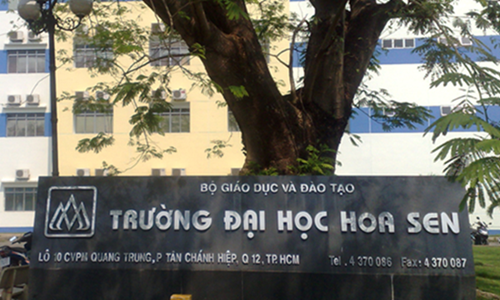 BỘ GIÁO DỤC VÀ ĐÀO TẠO
TRƯỜNG ĐẠI HỌC HOA SEN
LÔ 10 CVPM QUANG TRUNG, P TÂN CHÁNH HIỆP, Q 12, TP. HCM Tel . 4 370 086 Fax: 4 370 087